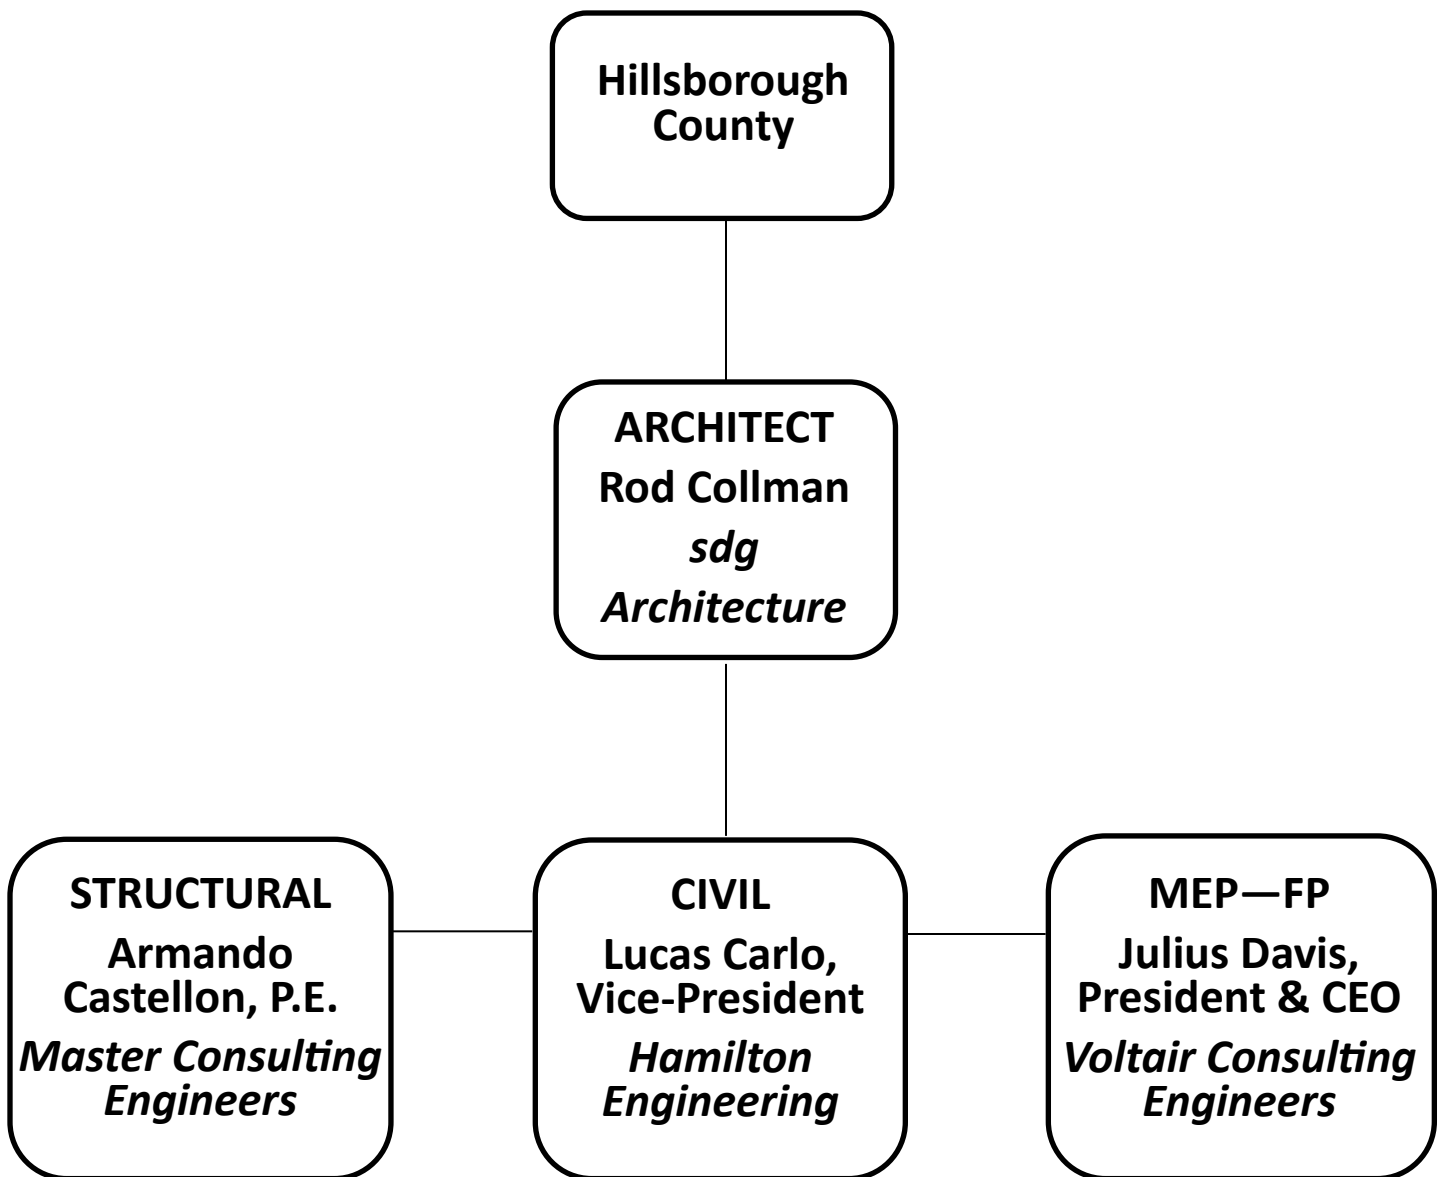 Hillsborough
County
ARCHITECT
Rod Collman
sdg
Architecture
STRUCTURAL
Armando
Castellon, P.E.
Master Consulting
Engineers
CIVIL
Lucas Carlo,
Vice-President
Hamilton
Engineering
MEP—FP
Julius Davis,
President & CEO
Voltair Consulting
Engineers